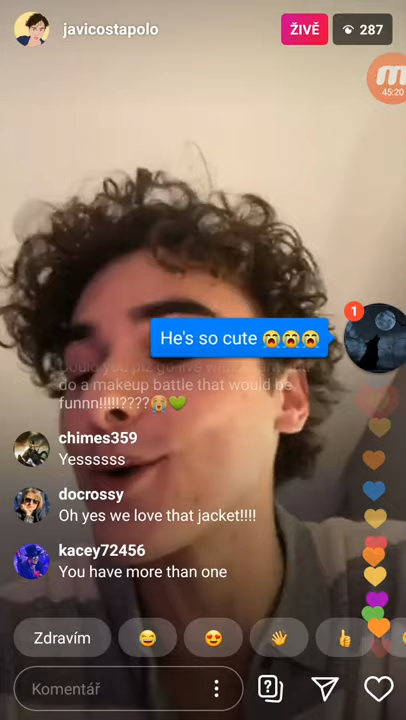 javicostapolo
ŽIVĚ
287
45:20
1
He's so cute 😭😭😭
do a makeup battle that would be
funnn!!!!!????😭💚
chimes359
Yessssss
docrossy
Oh yes we love that jacket!!!!
kacey72456
You have more than one
Zdravím
Komentář